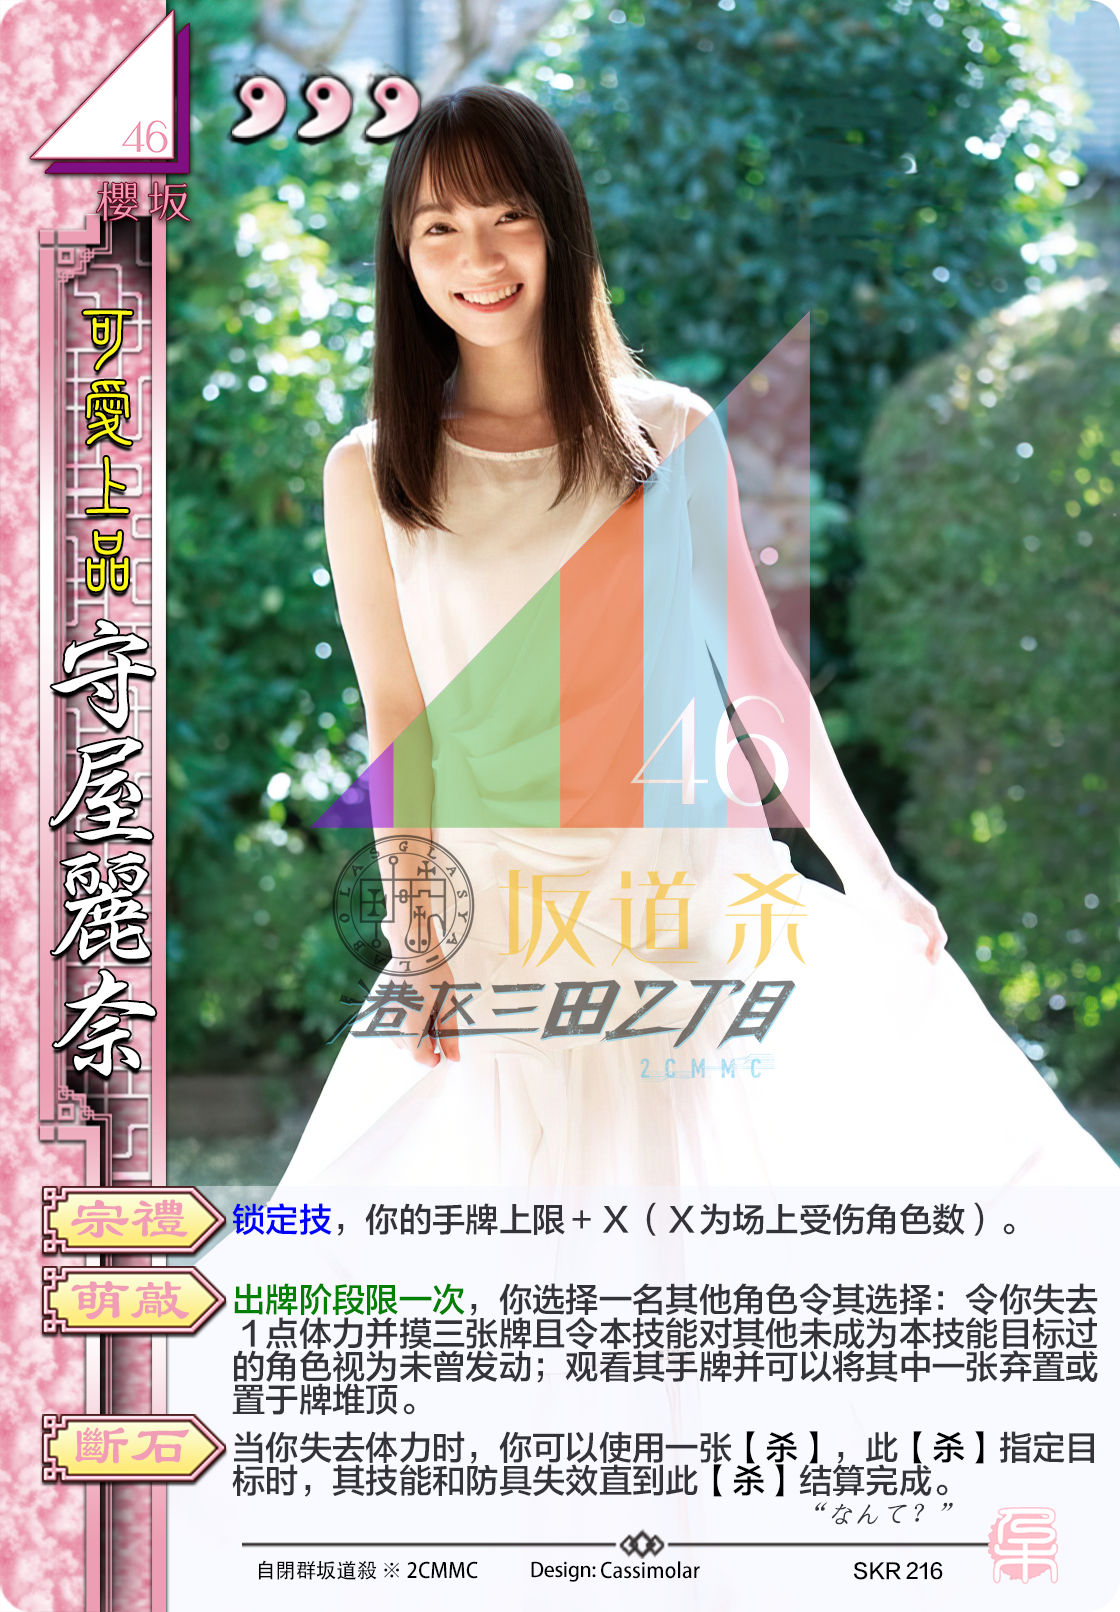 46
櫻坂
可愛上品
守屋麗奈
46
GLASYA LABOLAS
坂道杀
巷区三田2丁目
2CMMC
宗禮
锁定技，你的手牌上限＋Ｘ（Ｘ为场上受伤角色数）。
萌敲
出牌阶段限一次，你选择一名其他角色令其选择：令你失去
１点体力并摸三张牌且令本技能对其他未成为本技能目标过
的角色视为未曾发动；观看其手牌并可以将其中一张弃置或
置于牌堆顶。
斷石
当你失去体力时，你可以使用一张【杀】，此【杀】指定目
标时，其技能和防具失效直到此【杀】结算完成。
“なんて？”
自閉群坂道殺 ※ 2CMMC
Design: Cassimolar
SKR 216